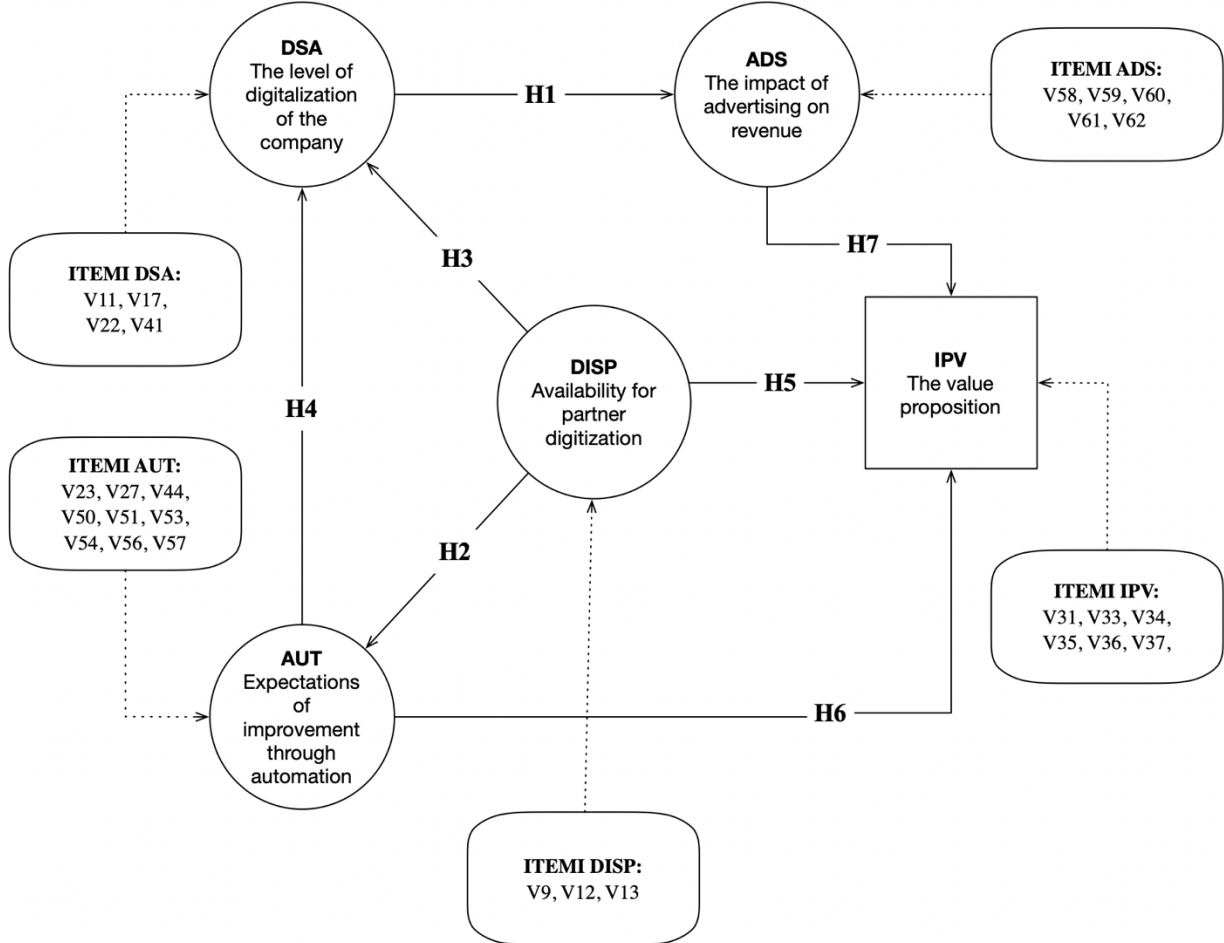 DSA
The level of
digitalization
of the
company
H1
ADS
The impact of
advertising on
revenue
ITEMI ADS:
V58, V59, V60,
V61, V62
H3
H7
ITEMI DSA:
V11, V17,
V22, V41
DISP
Availability for
partner
digitization
H5
IPV
The value
proposition
H4
ITEMI AUT:
V23, V27, V44,
V50, V51, V53,
V54, V56, V57
H2
ITEMI IPV:
V31, V33, V34,
V35, V36, V37,
AUT
Expectations
of
improvement
through
automation
H6
ITEMI DISP:
V9, V12, V13